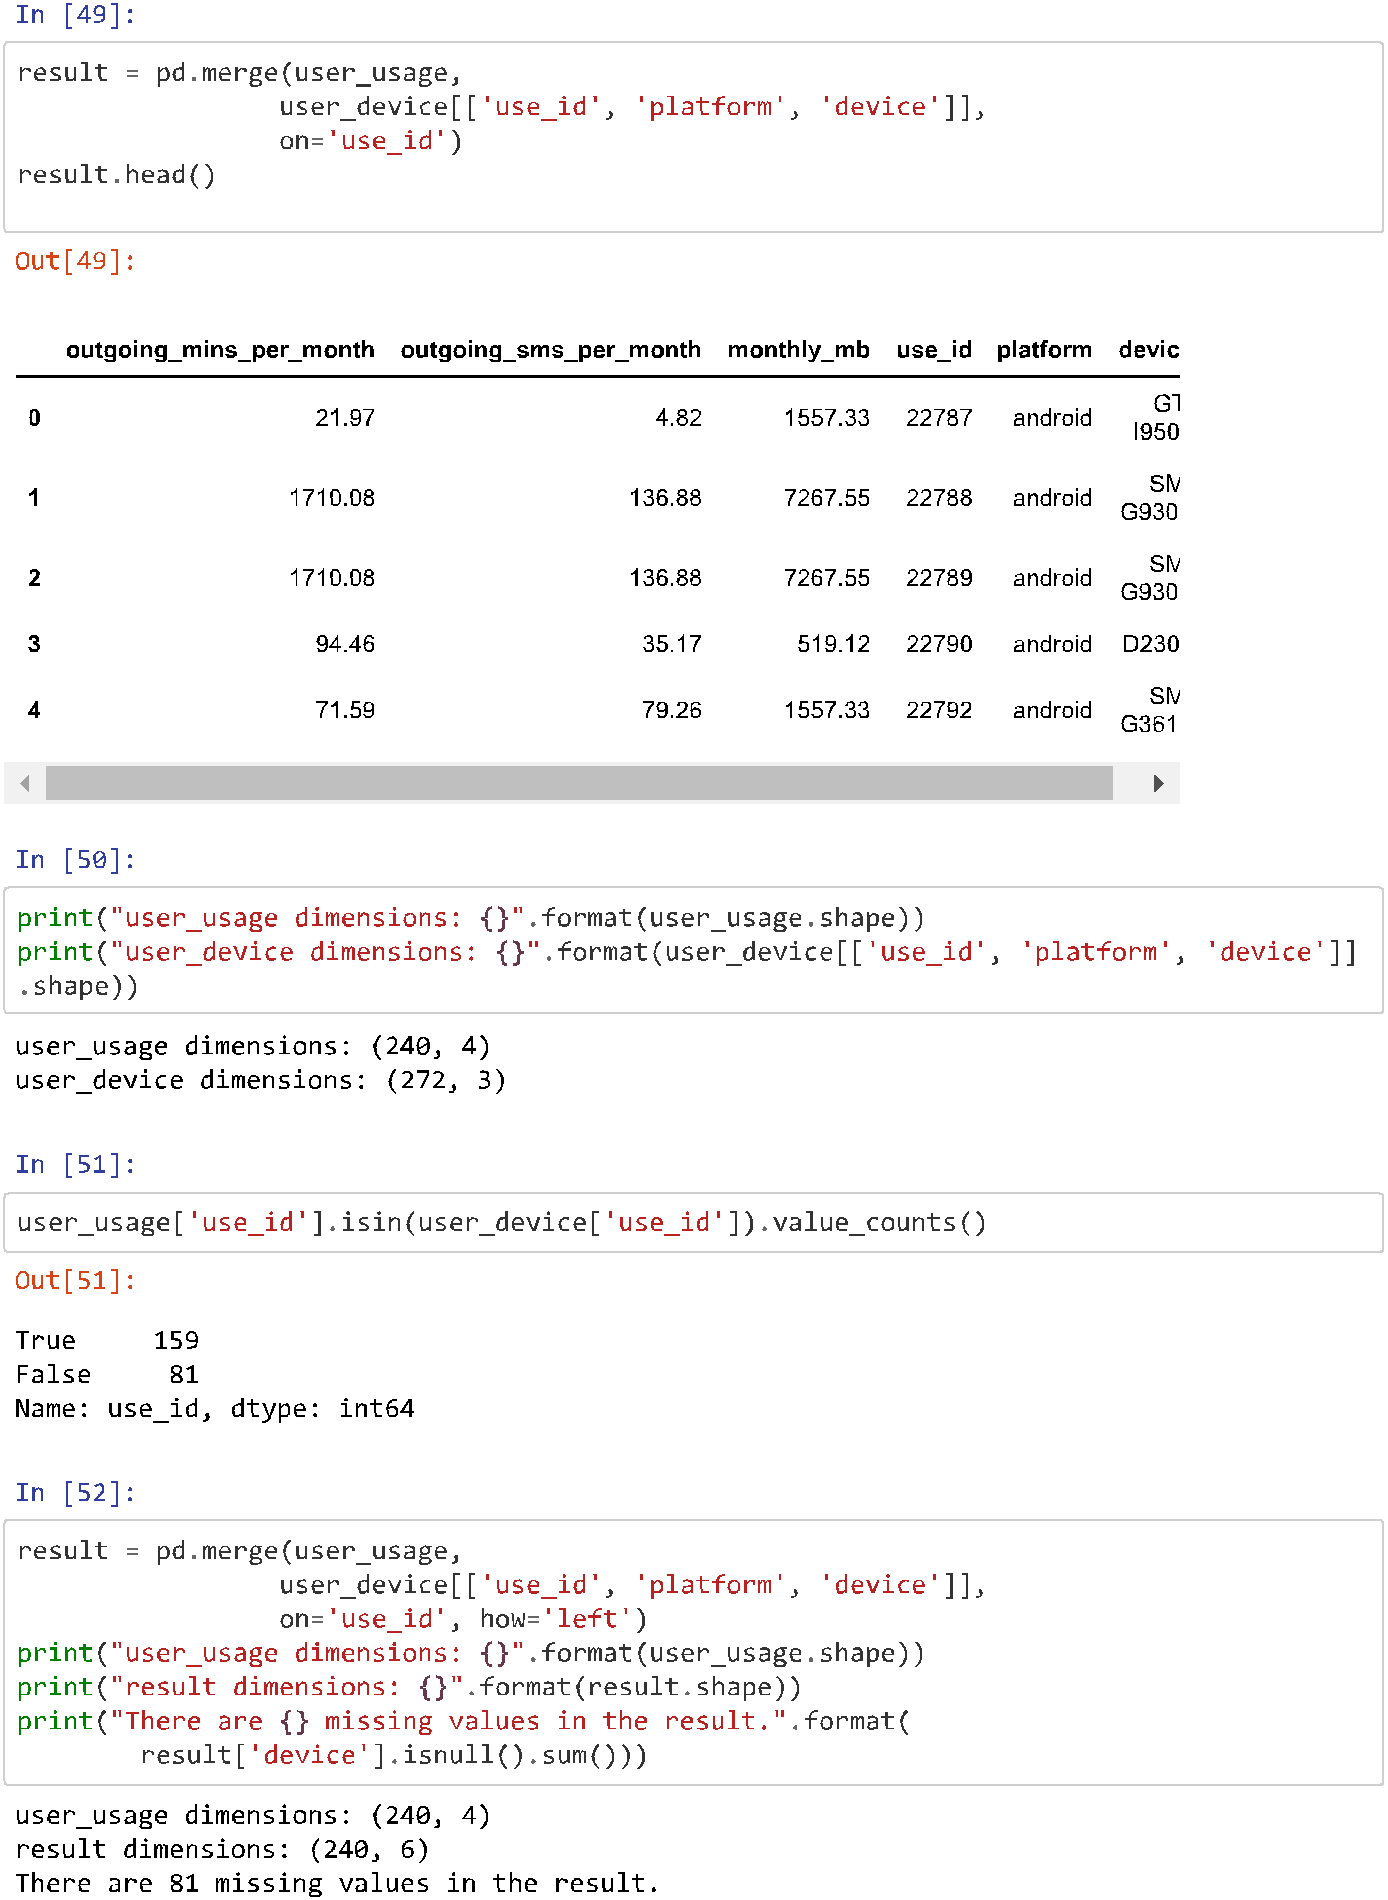 In [49]:
result = pd.merge(user_usage,
                 user_device[['use_id', 'platform', 'device']],
                 on='use_id')
result.head()
Out[49]:
outgoing_mins_per_month outgoing_sms_per_month monthly_mb use_id platform devic
0 21.97 4.82 1557.33 22787 android GT I950
1 1710.08 136.88 7267.55 22788 android SM G930
2 1710.08 136.88 7267.55 22789 android SM G930
3 94.46 35.17 519.12 22790 android D230
4 71.59 79.26 1557.33 22792 android SM G361
In [50]:
print("user_usage dimensions: {}".format(user_usage.shape))
print("user_device dimensions: {}".format(user_device[['use_id', 'platform', 'device']]
.shape))
user_usage dimensions: (240, 4)
user_device dimensions: (272, 3)
In [51]:
user_usage['use_id'].isin(user_device['use_id']).value_counts()
Out[51]:
True     159
False     81
Name: use_id, dtype: int64
In [52]:
result = pd.merge(user_usage,
                 user_device[['use_id', 'platform', 'device']],
                 on='use_id', how='left')
print("user_usage dimensions: {}".format(user_usage.shape))
print("result dimensions: {}".format(result.shape))
print("There are {} missing values in the result.".format(
        result['device'].isnull().sum()))
user_usage dimensions: (240, 4)
result dimensions: (240, 6)
There are 81 missing values in the result.